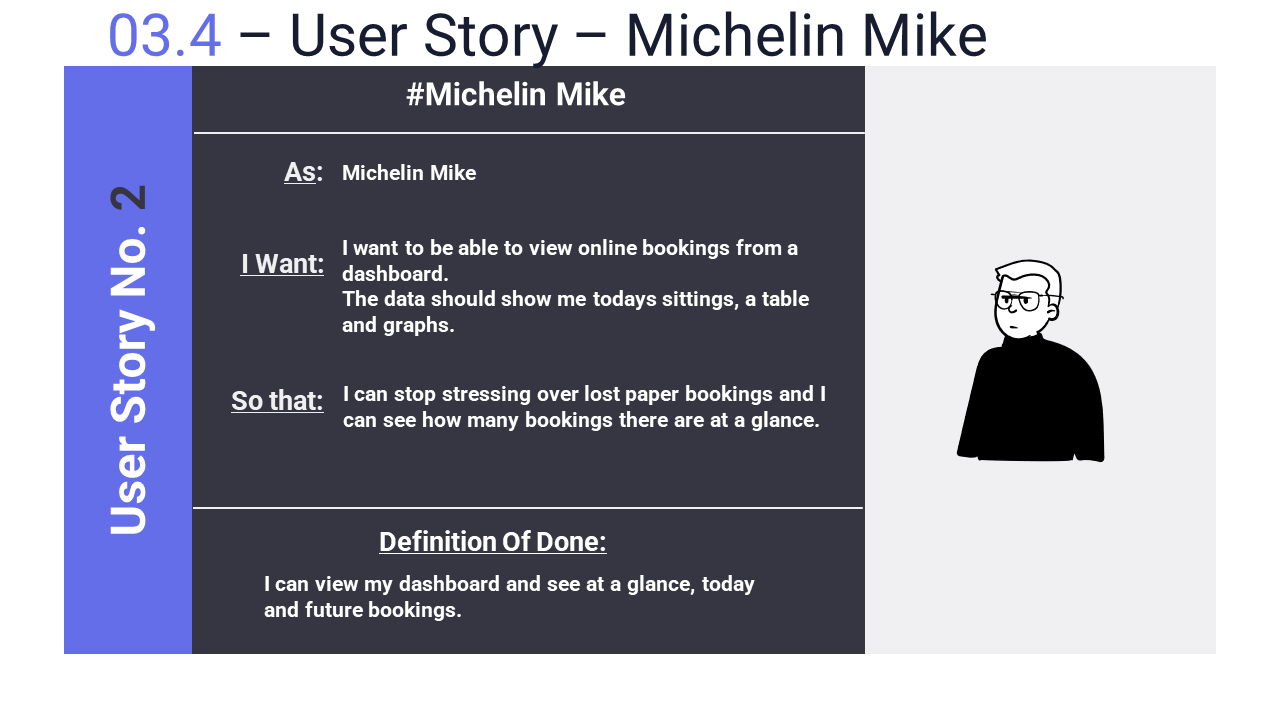 03.4 – User Story – Michelin Mike
User Story No. 2
#Michelin Mike
As: Michelin Mike
I Want: I want to be able to view online bookings from a
dashboard.
The data should show me todays sittings, a table
and graphs.
So that: I can stop stressing over lost paper bookings and I
can see how many bookings there are at a glance.
Definition Of Done:
I can view my dashboard and see at a glance, today
and future bookings.